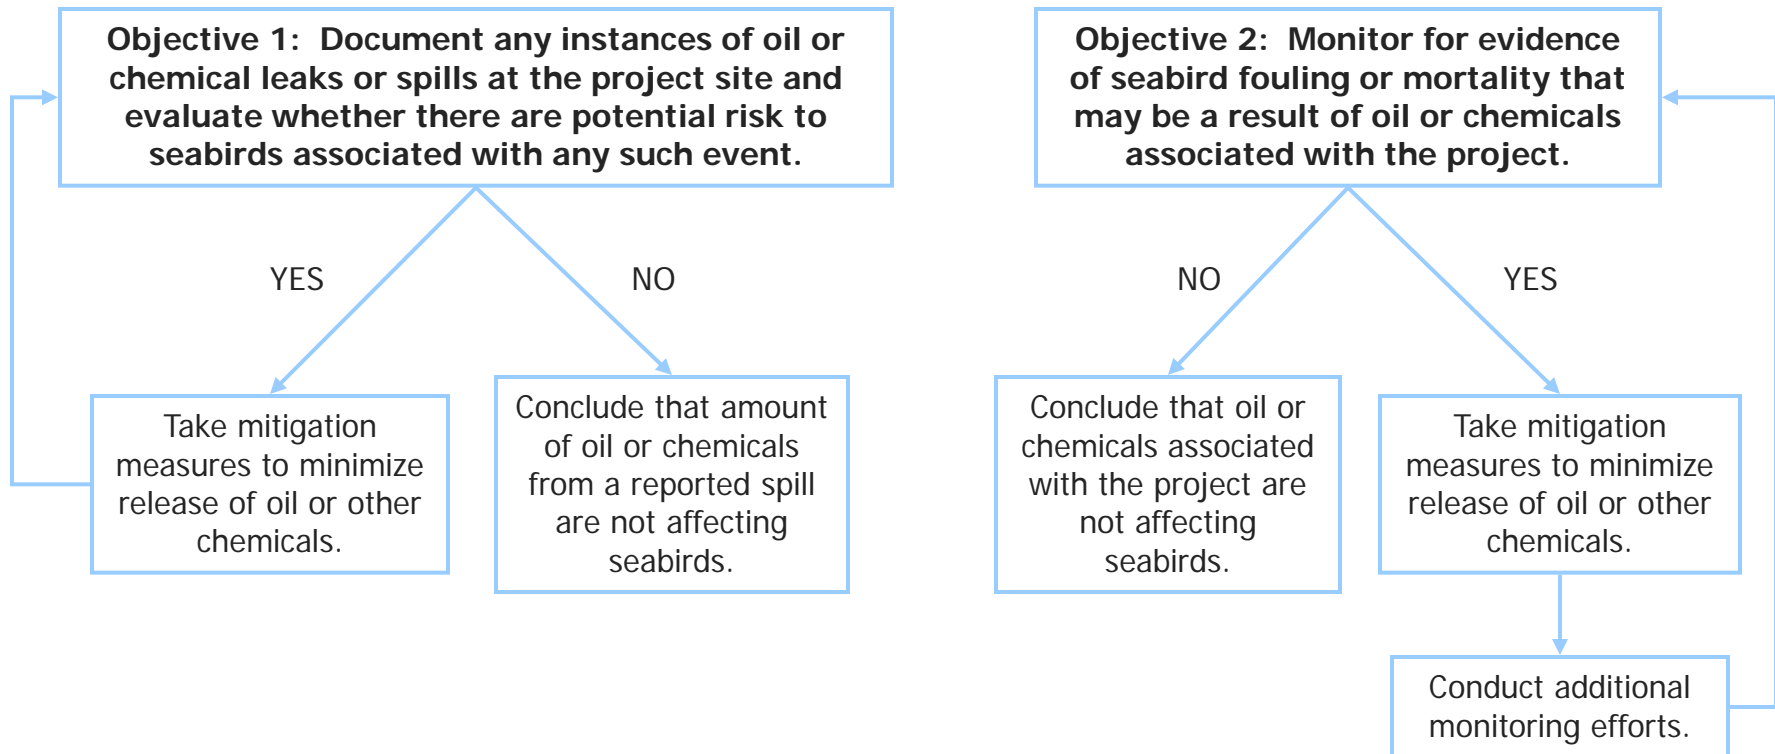 Objective 1: Document any instances of oil or
chemical leaks or spills at the project site and
evaluate whether there are potential risk to
seabirds associated with any such event.
Objective 2: Monitor for evidence
of seabird fouling or mortality that
may be a result of oil or chemicals
associated with the project.
YES
NO
NO
YES
Take mitigation
measures to minimize
release of oil or other
chemicals.
Conclude that amount
of oil or chemicals
from a reported spill
are not affecting
seabirds.
Conclude that oil or
chemicals associated
with the project are
not affecting
seabirds.
Take mitigation
measures to minimize
release of oil or other
chemicals.
Conduct additional
monitoring efforts.